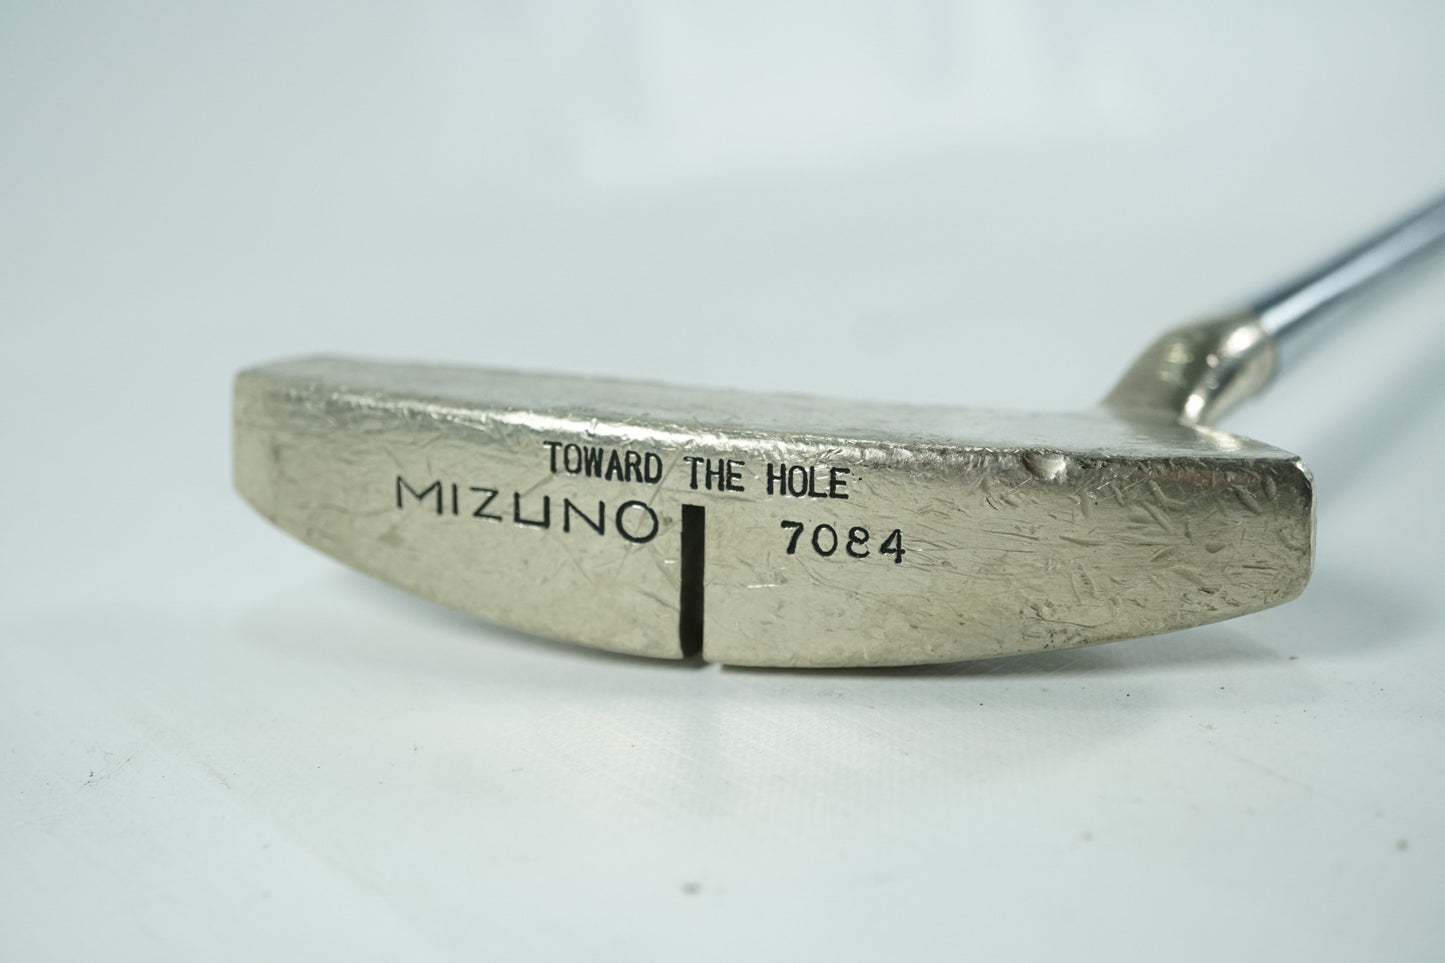 TOWARD THE HOLE
MIZUNO 7084